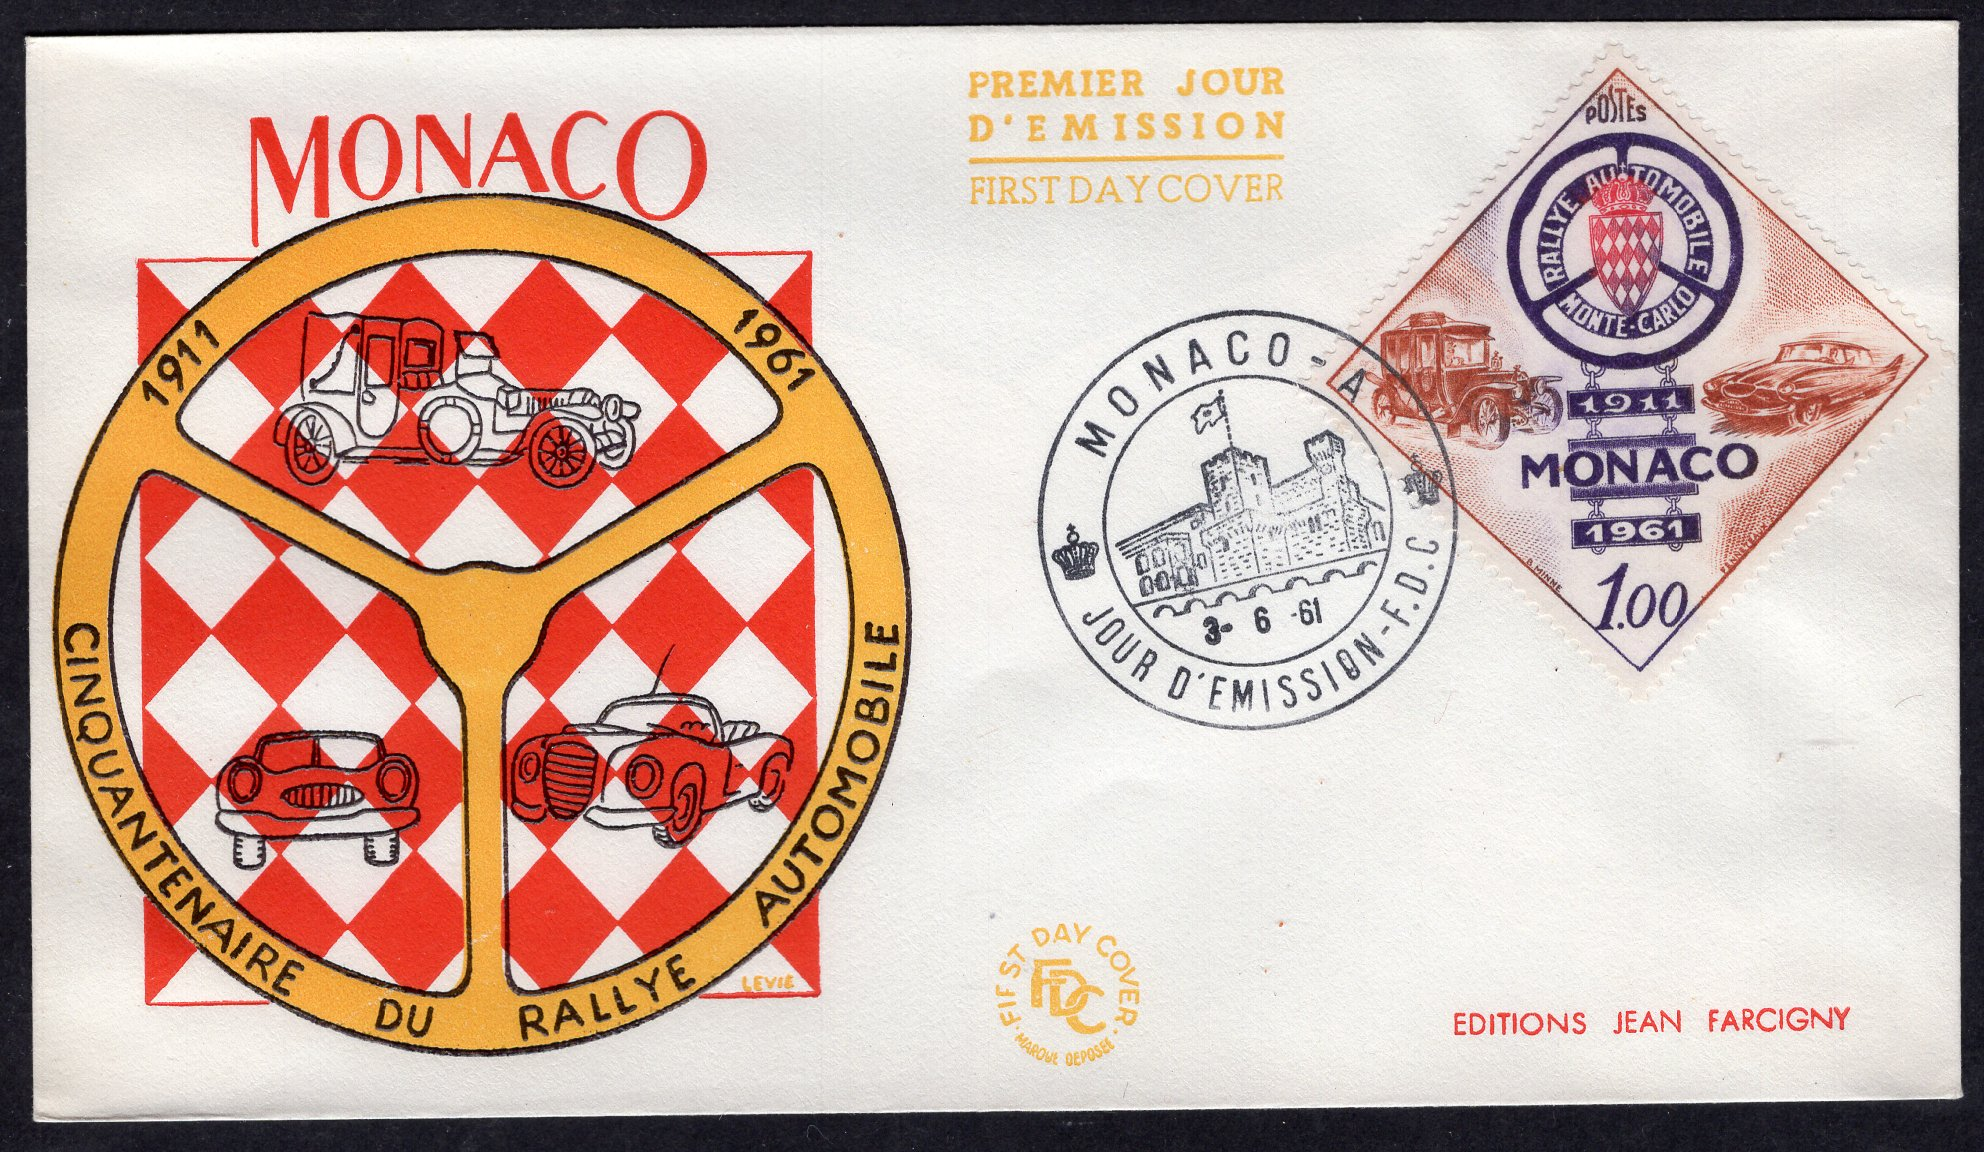 MONACO
1911
1961
CINQUANTENAIRE DU RALLYE AUTOMOBILE
LEVIE
PREMIER JOUR
D'EMISSION
FIRST DAY COVER
MONACO-A
3- 6 -61
JOUR D'EMISSION-F.D.C
POSTES
RALLYE AUTOMOBILE
MONTE-CARLO
1911
MONACO
1961
1.00
B. MINNE
FIFST DAY COVER
FDC
MARQUE DEPOSEE
EDITIONS JEAN FARCIGNY